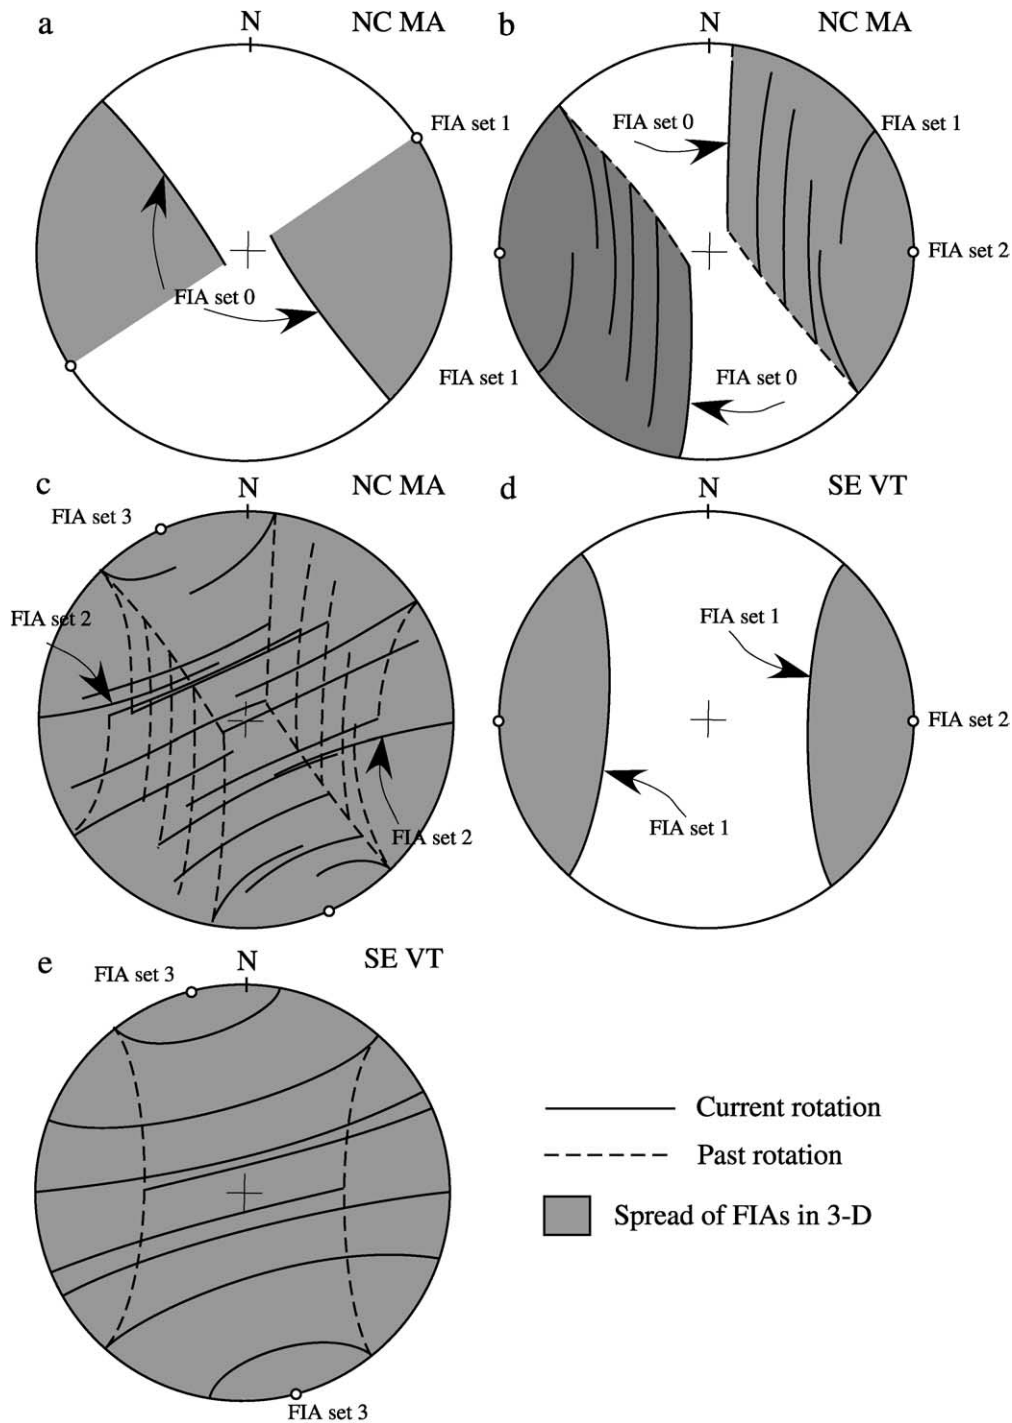 a
N
NC MA
FIA set 1
FIA set 0
b
N
NC MA
FIA set 0
FIA set 1
FIA set 2
FIA set 1
FIA set 0
c
N
NC MA
FIA set 3
FIA set 2
FIA set 2
d
N
SE VT
FIA set 1
FIA set 2
FIA set 1
e
N
SE VT
FIA set 3
FIA set 3
Current rotation
Past rotation
Spread of FIAs in 3-D